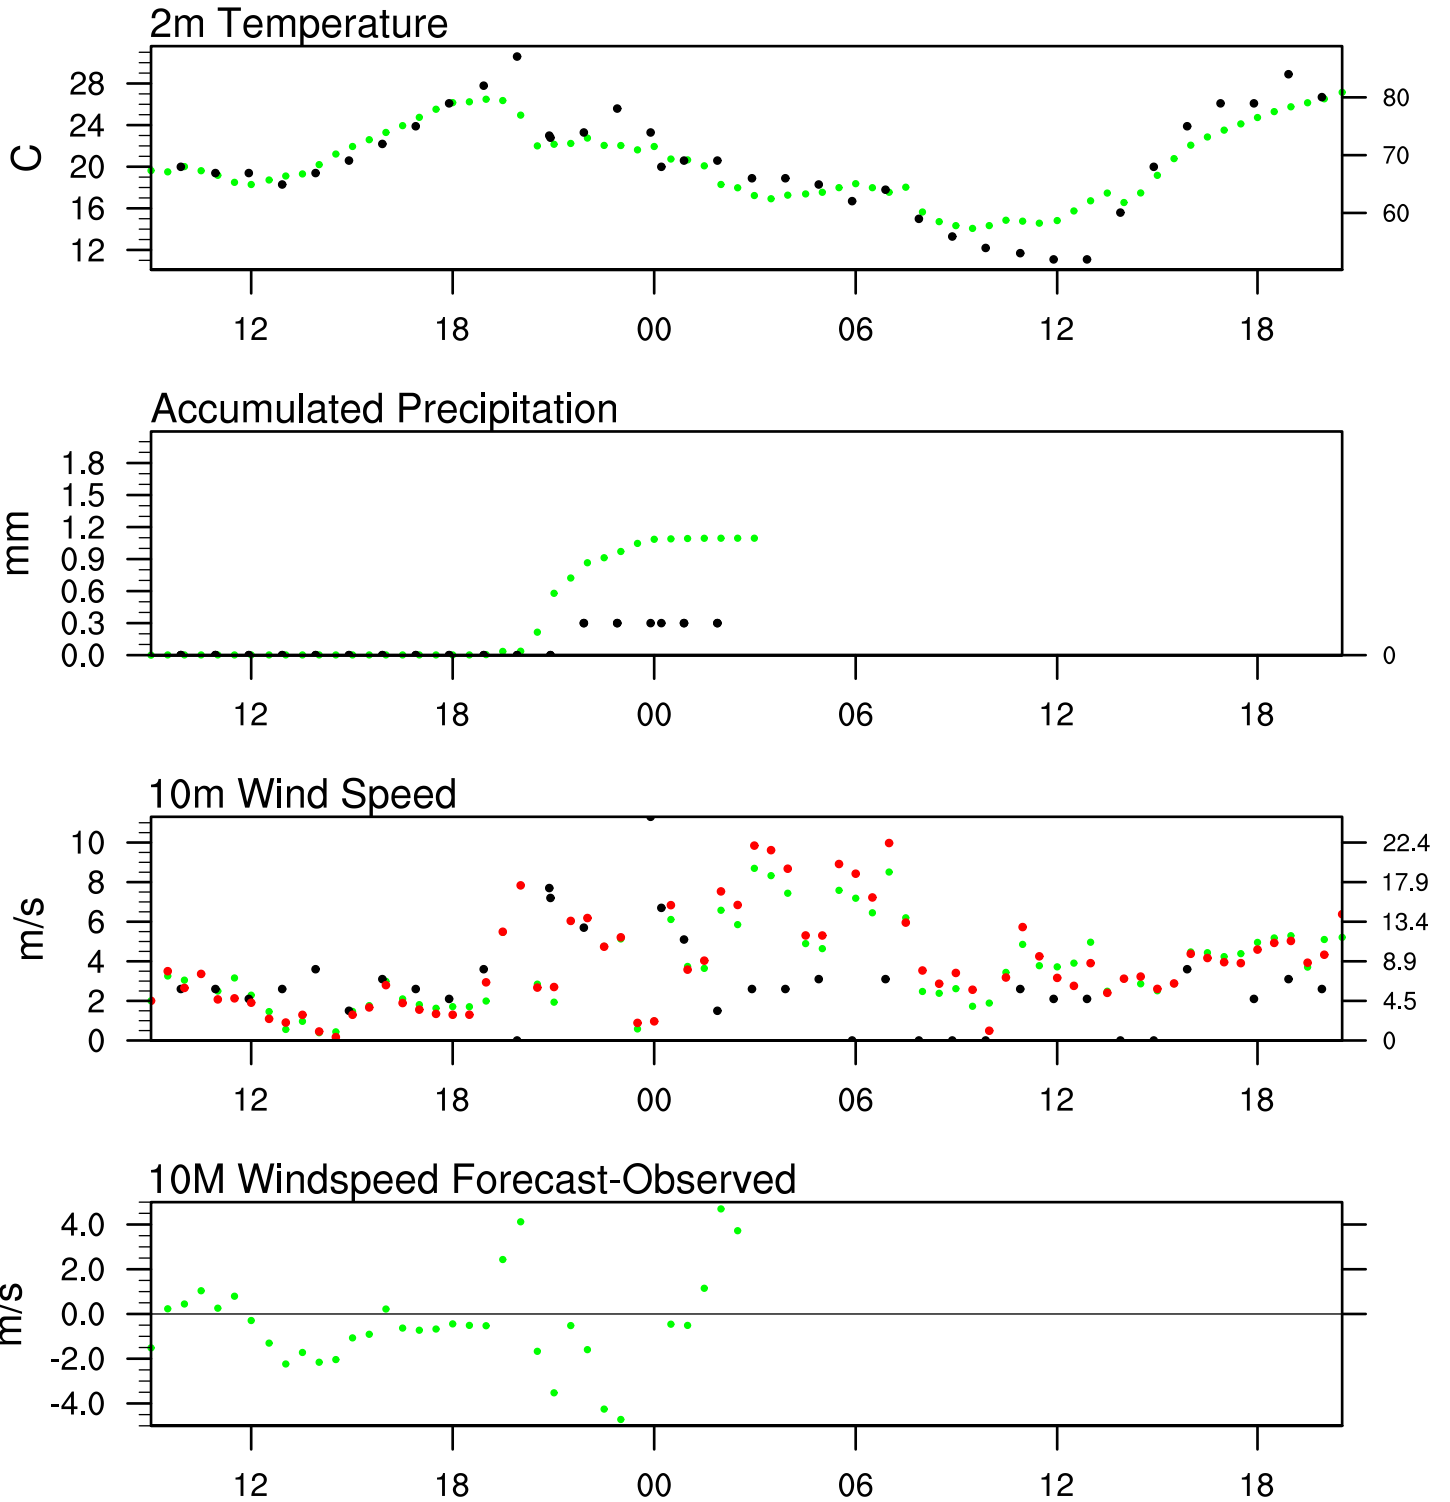 2m Temperature
28
24
20
16
12
C
80
70
60
12 18 00 06 12 18
Accumulated Precipitation
1.8
1.5
1.2
0.9
0.6
0.3
0.0
mm
0
12 18 00 06 12 18
10m Wind Speed
10
8
6
4
2
0
m/s
22.4
17.9
13.4
8.9
4.5
0
12 18 00 06 12 18
10M Windspeed Forecast-Observed
4.0
2.0
0.0
-2.0
-4.0
m/s
12 18 00 06 12 18